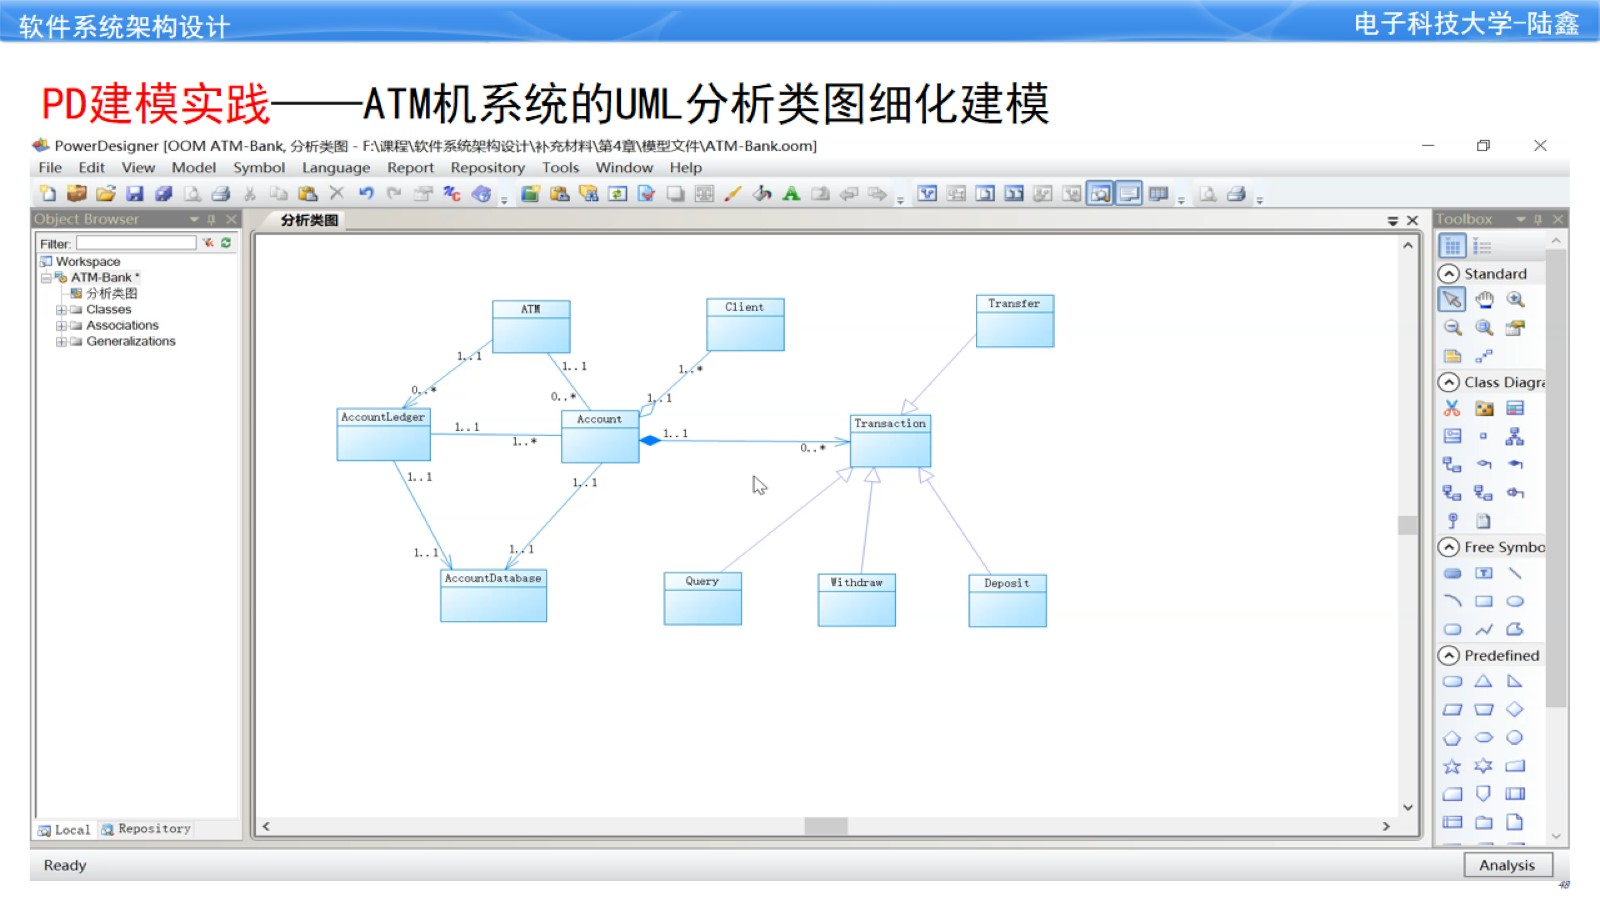 软件系统架构设计
电子科技大学-陆鑫
PD建模实践——ATM机系统的UML分析类图细化建模
PowerDesigner [OOM ATM-Bank, 分析类图 - F:\课程\软件系统架构设计\补充材料\第4章\模型文件\ATM-Bank.oom]
File Edit View Model Symbol Language Report Repository Tools Window Help
Object Browser
Filter:
Workspace
ATM-Bank *
分析类图
Classes
Associations
Generalizations
Local Repository
分析类图
ATM
Client
Transfer
1..1
1..1
1..*
0..*
0..*
1..1
AccountLedger
Account
Transaction
1..1
1..*
1..1
0..*
1..1
1..1
1..1
1..1
AccountDatabase
Query
Withdraw
Deposit
Toolbox
Standard
Class Diagra
Free Symbo
Predefined
Ready
Analysis
48